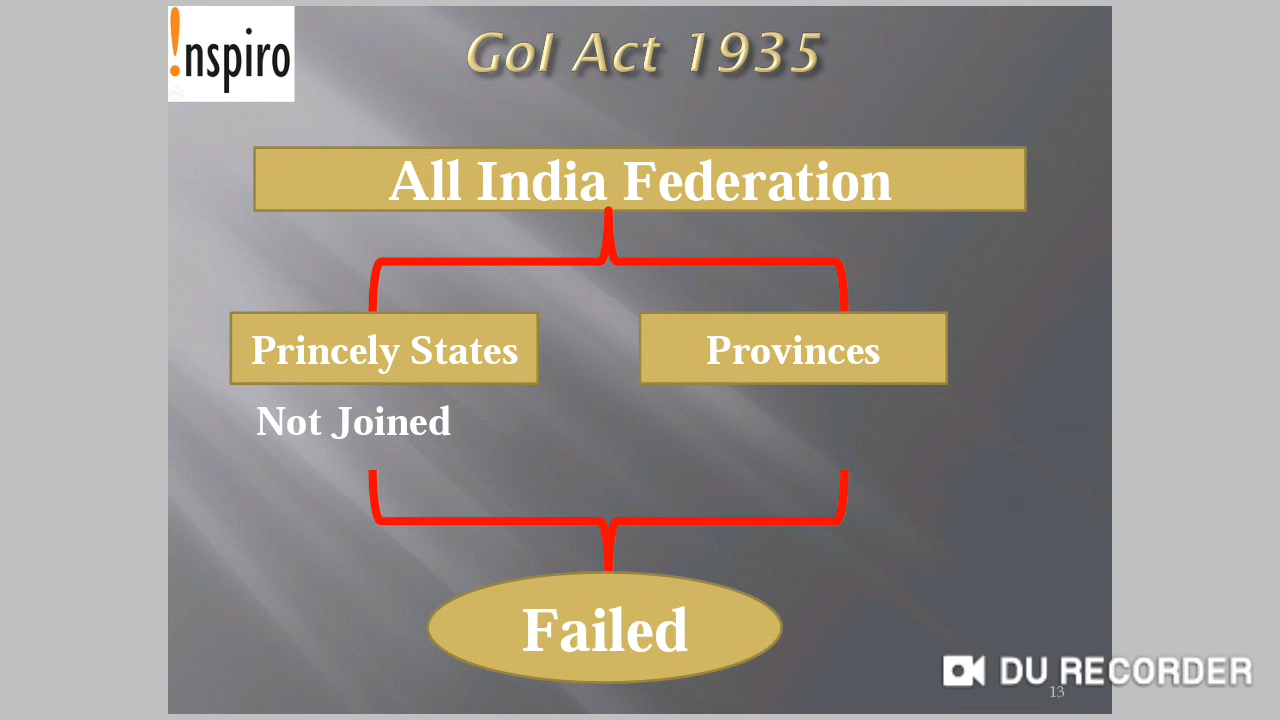 !nspiro
GoI Act 1935
All India Federation
Princely States
Provinces
Not Joined
Failed
DU RECORDER
13